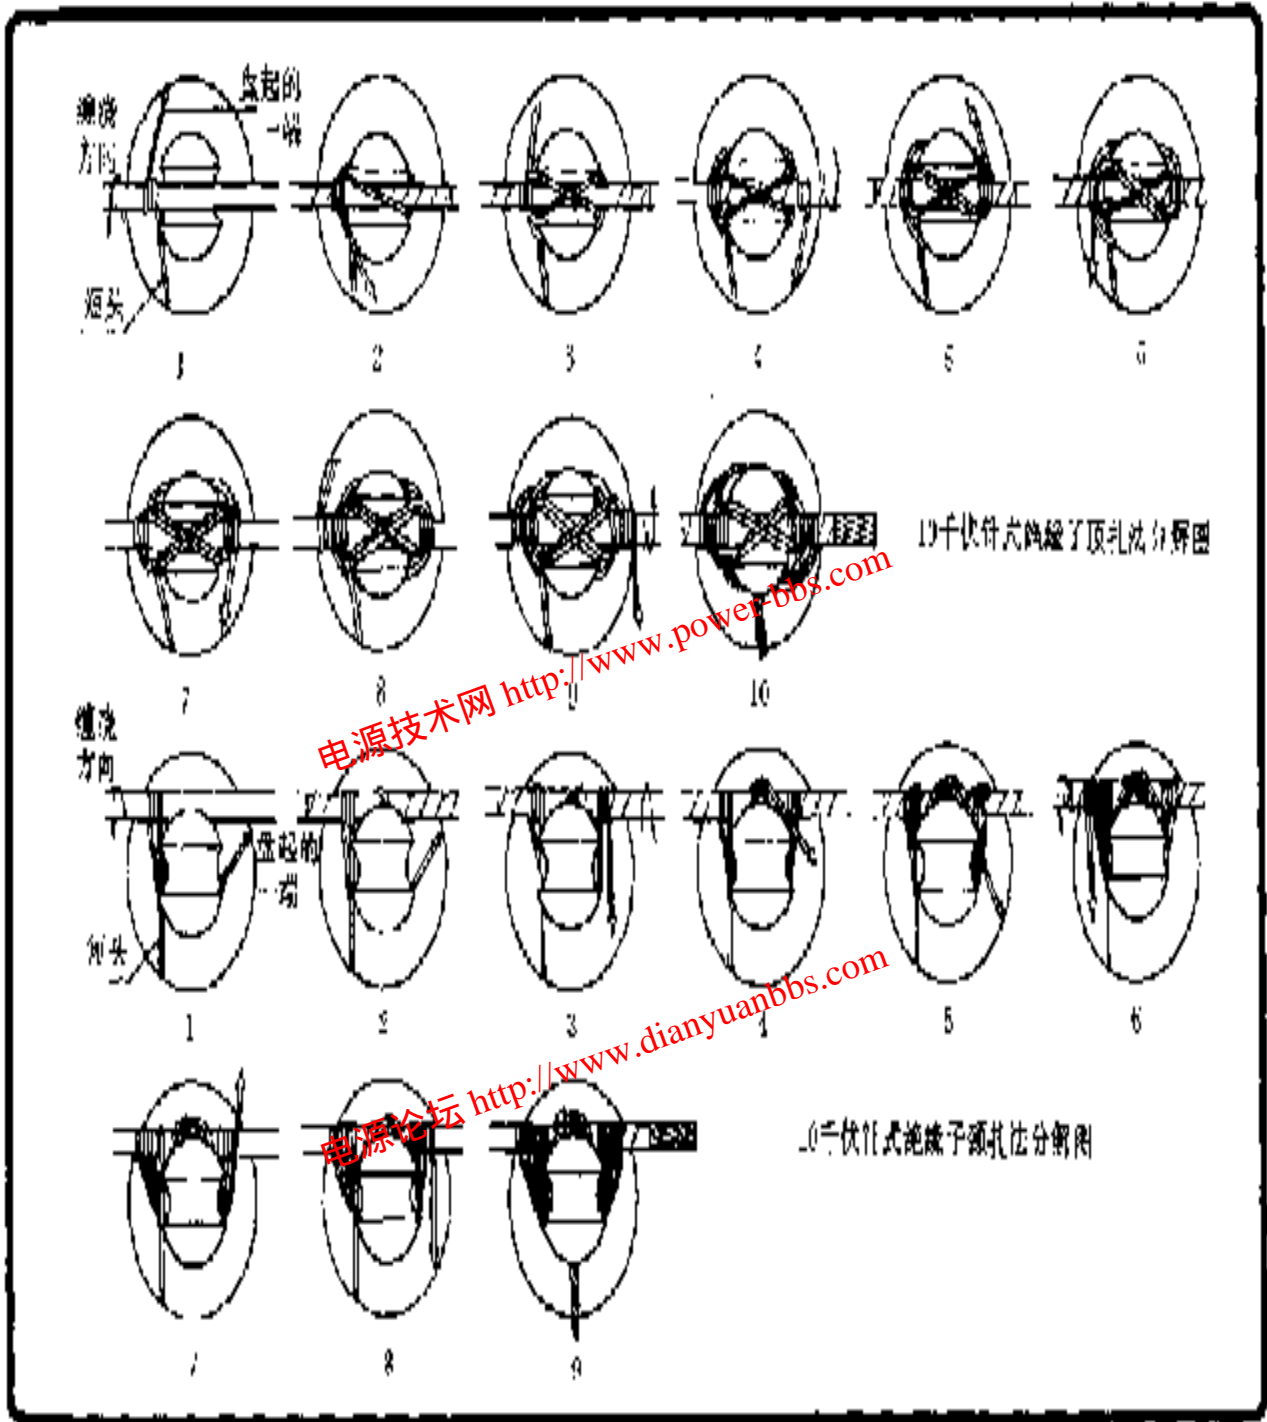 盘起的
一端
缠绕
方向
短头
1
2
3
4
5
6
7
8
9
10
10千伏针式绝缘子顶扎法分解图
电源技术网 http://www.power-bbs.com
缠绕
方向
盘起的
一端
短头
1
2
3
4
5
6
电源论坛 http://www.dianyuanbbs.com
7
8
9
10千伏针式绝缘子颈扎法分解图